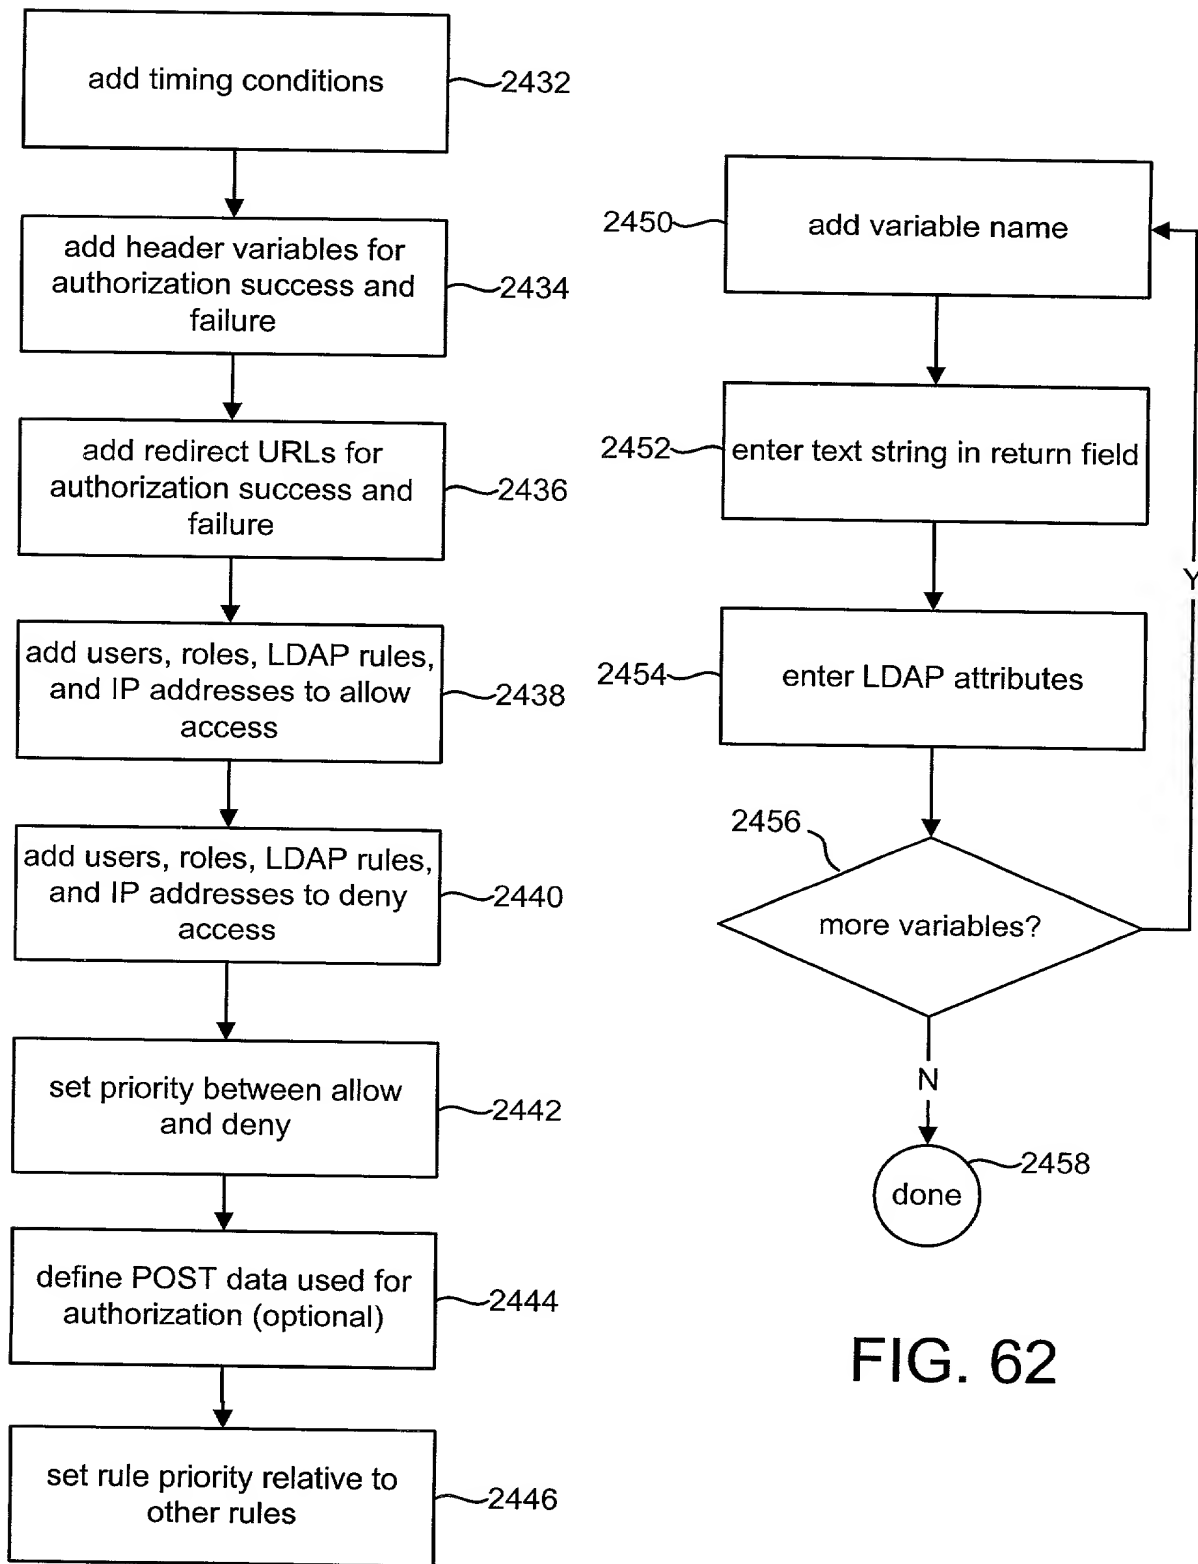 add timing conditions
2432
add header variables for
authorization success and
failure
2434
add redirect URLs for
authorization success and
failure
2436
add users, roles, LDAP rules,
and IP addresses to allow
access
2438
add users, roles, LDAP rules,
and IP addresses to deny
access
2440
set priority between allow
and deny
2442
define POST data used for
authorization (optional)
2444
set rule priority relative to
other rules
2446
2450
add variable name
2452
enter text string in return field
2454
enter LDAP attributes
2456
more variables?
Y
N
done
2458
FIG. 62